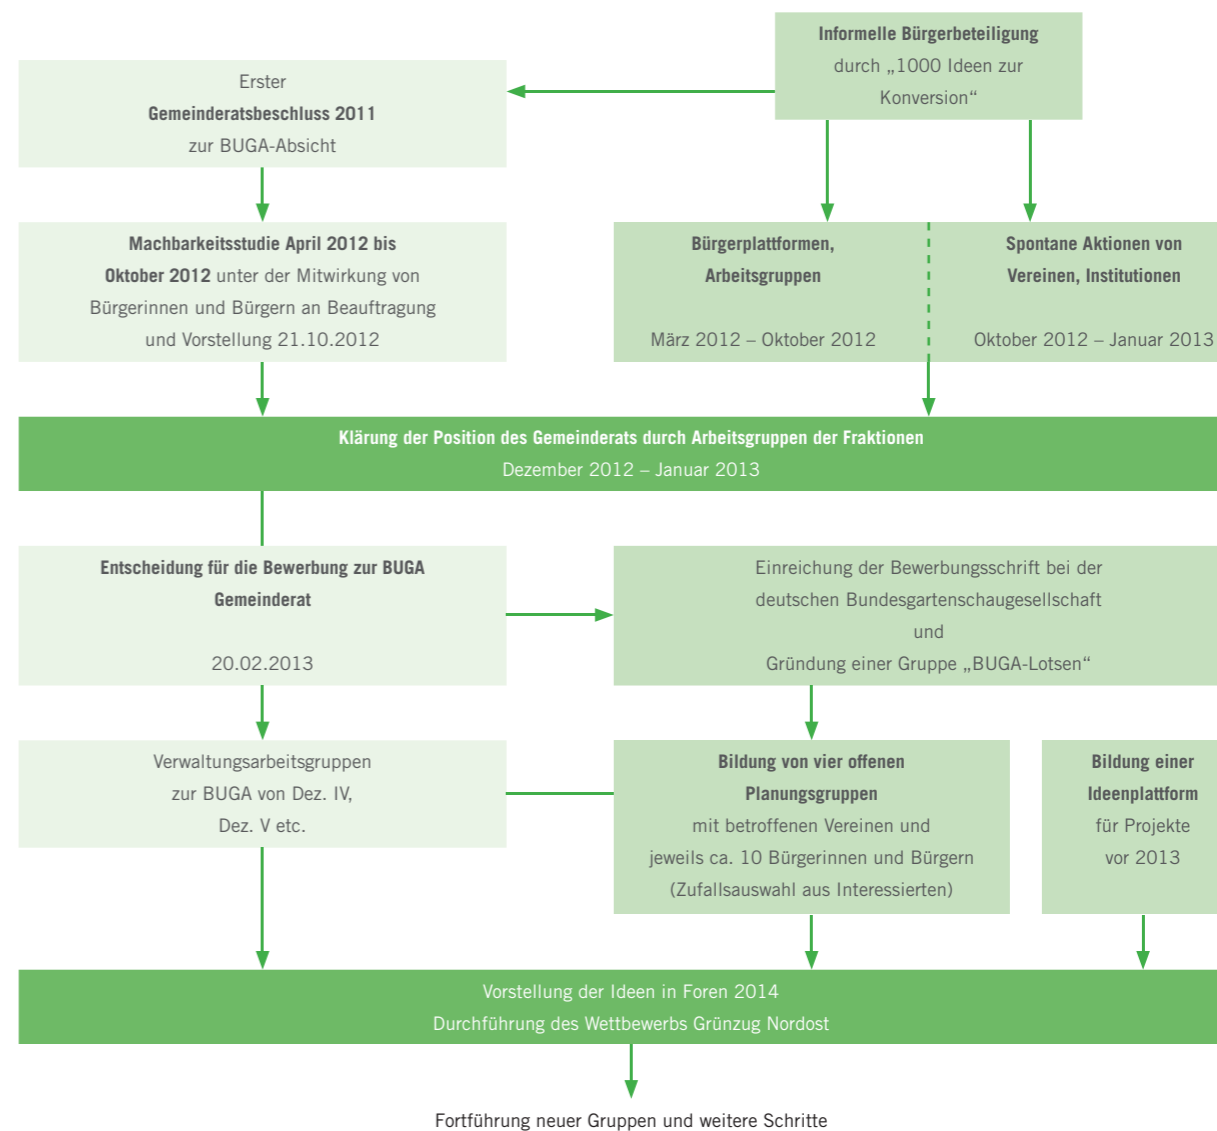 Informelle Bürgerbeteiligung
durch „1000 Ideen zur
Konversion“
Erster
Gemeinderatsbeschluss 2011
zur BUGA-Absicht
Machbarkeitsstudie April 2012 bis
Oktober 2012 unter der Mitwirkung von
Bürgerinnen und Bürgern an Beauftragung
und Vorstellung 21.10.2012
Bürgerplattformen,
Arbeitsgruppen
März 2012 – Oktober 2012
Spontane Aktionen von
Vereinen, Institutionen
Oktober 2012 – Januar 2013
Klärung der Position des Gemeinderats durch Arbeitsgruppen der Fraktionen
Dezember 2012 – Januar 2013
Entscheidung für die Bewerbung zur BUGA
Gemeinderat
20.02.2013
Einreichung der Bewerbungsschrift bei der
deutschen Bundesgartenschaugesellschaft
und
Gründung einer Gruppe „BUGA-Lotsen“
Verwaltungsarbeitsgruppen
zur BUGA von Dez. IV,
Dez. V etc.
Bildung von vier offenen
Planungsgruppen
mit betroffenen Vereinen und
jeweils ca. 10 Bürgerinnen und Bürgern
(Zufallsauswahl aus Interessierten)
Bildung einer
Ideenplattform
für Projekte
vor 2013
Vorstellung der Ideen in Foren 2014
Durchführung des Wettbewerbs Grünzug Nordost
Fortführung neuer Gruppen und weitere Schritte